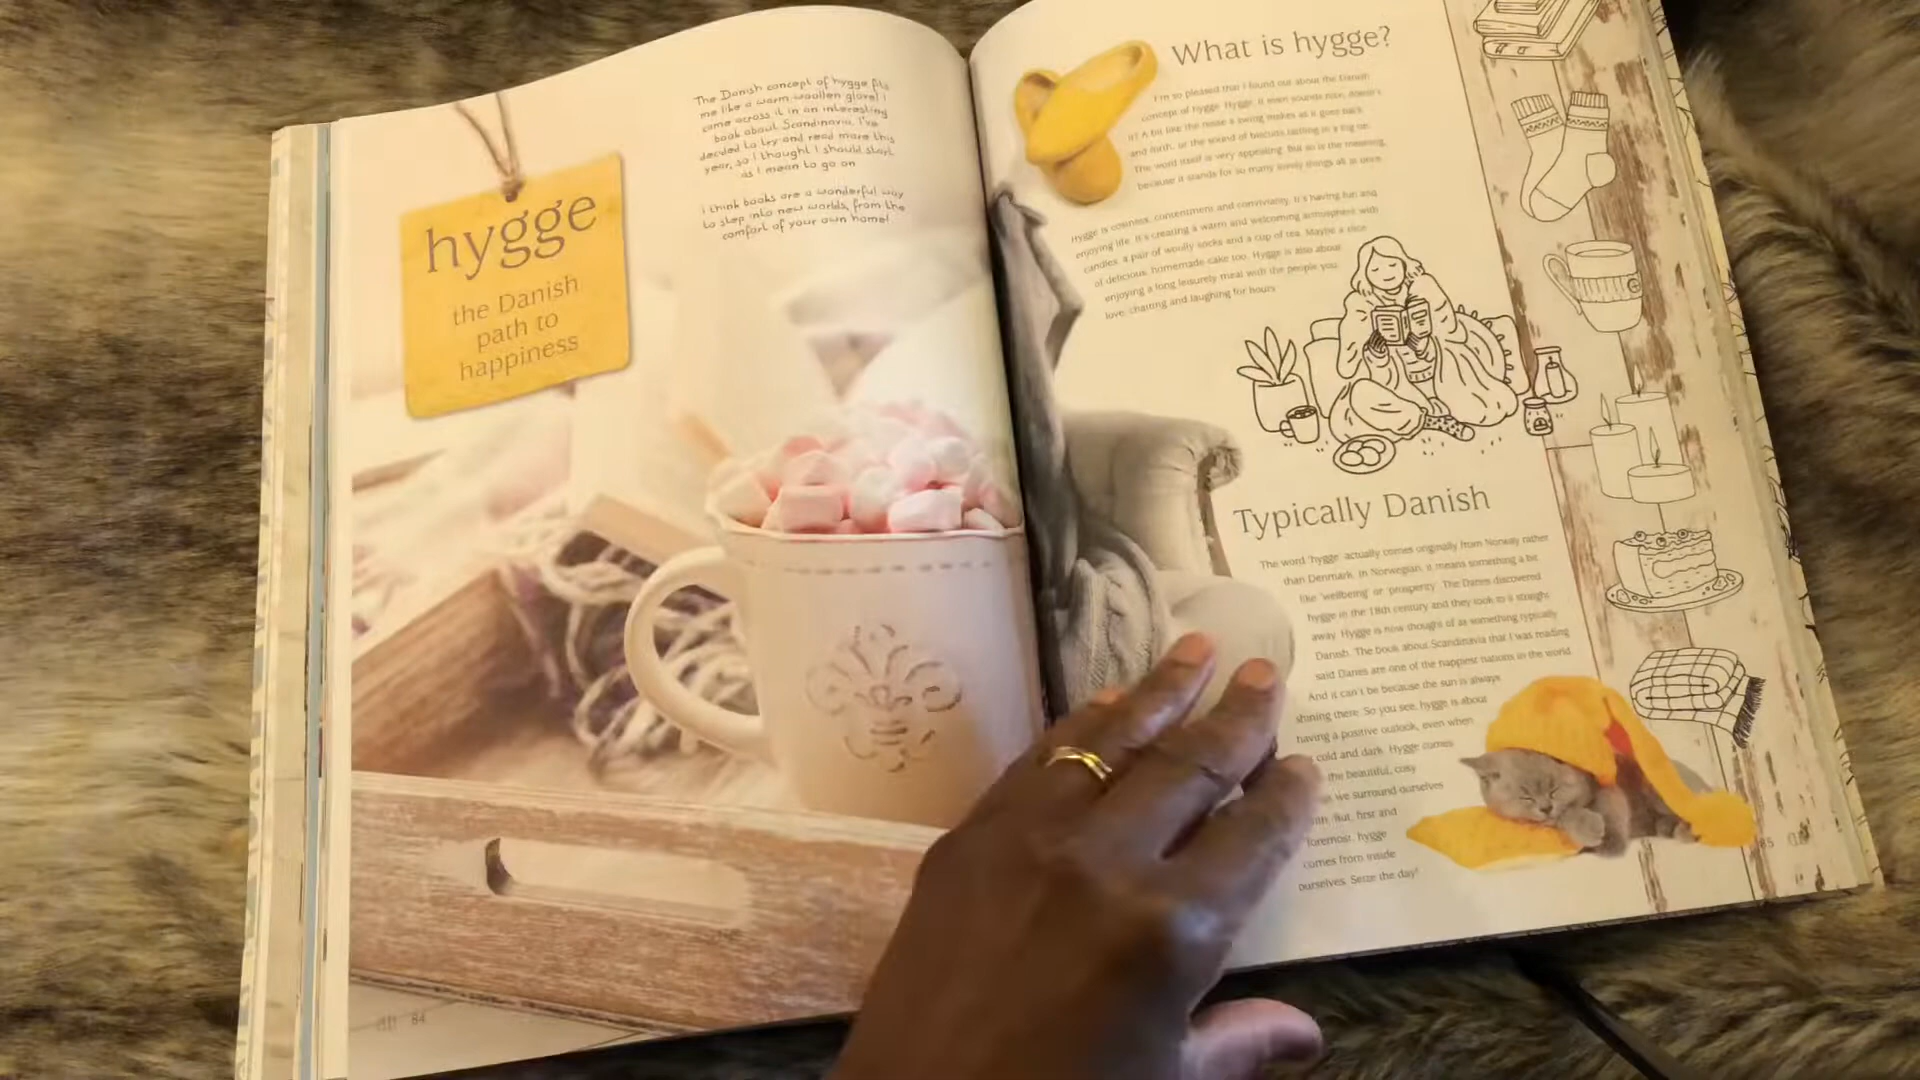 hygge
the Danish
path to
happiness
The Danish concept of hygge fits
me like a warm woollen glove! I
came across it in an interesting
book about Scandinavia. I've
decided to try and read more this
year, so I thought I should start
as I mean to go on
I think books are a wonderful way
to step into new worlds, from the
comfort of your own home!
84
What is hygge?
I'm so pleased that I found out about the Danish
concept of hygge. Hygge. It even sounds nice, doesn't
it? A bit like the noise a swing makes as it goes back
and forth, or the sound of biscuits rattling in a big tin.
The word itself is very appealing. But so is the meaning,
because it stands for so many lovely things all at once.
Hygge is cosiness, contentment and conviviality. It's having fun and
enjoying life. It's creating a warm and welcoming atmosphere with
candles, a pair of woolly socks and a cup of tea. Maybe a slice
of delicious, homemade cake too. Hygge is also about
enjoying a long leisurely meal with the people you
love, chatting and laughing for hours.
Typically Danish
The word 'hygge' actually comes originally from Norway rather
than Denmark. In Norwegian, it means something a bit
like 'wellbeing' or 'prosperity'. The Danes discovered
hygge in the 18th century and they took to it straight
away. Hygge is now thought of as something typically
Danish. The book about Scandinavia that I was reading
said Danes are one of the happiest nations in the world.
And it can't be because the sun is always
shining there. So you see, hygge is about
having a positive outlook, even when
cold and dark. Hygge comes
the beautiful, cosy
we surround ourselves
with. But, first and
foremost, hygge
comes from inside
ourselves. Seize the day!
85